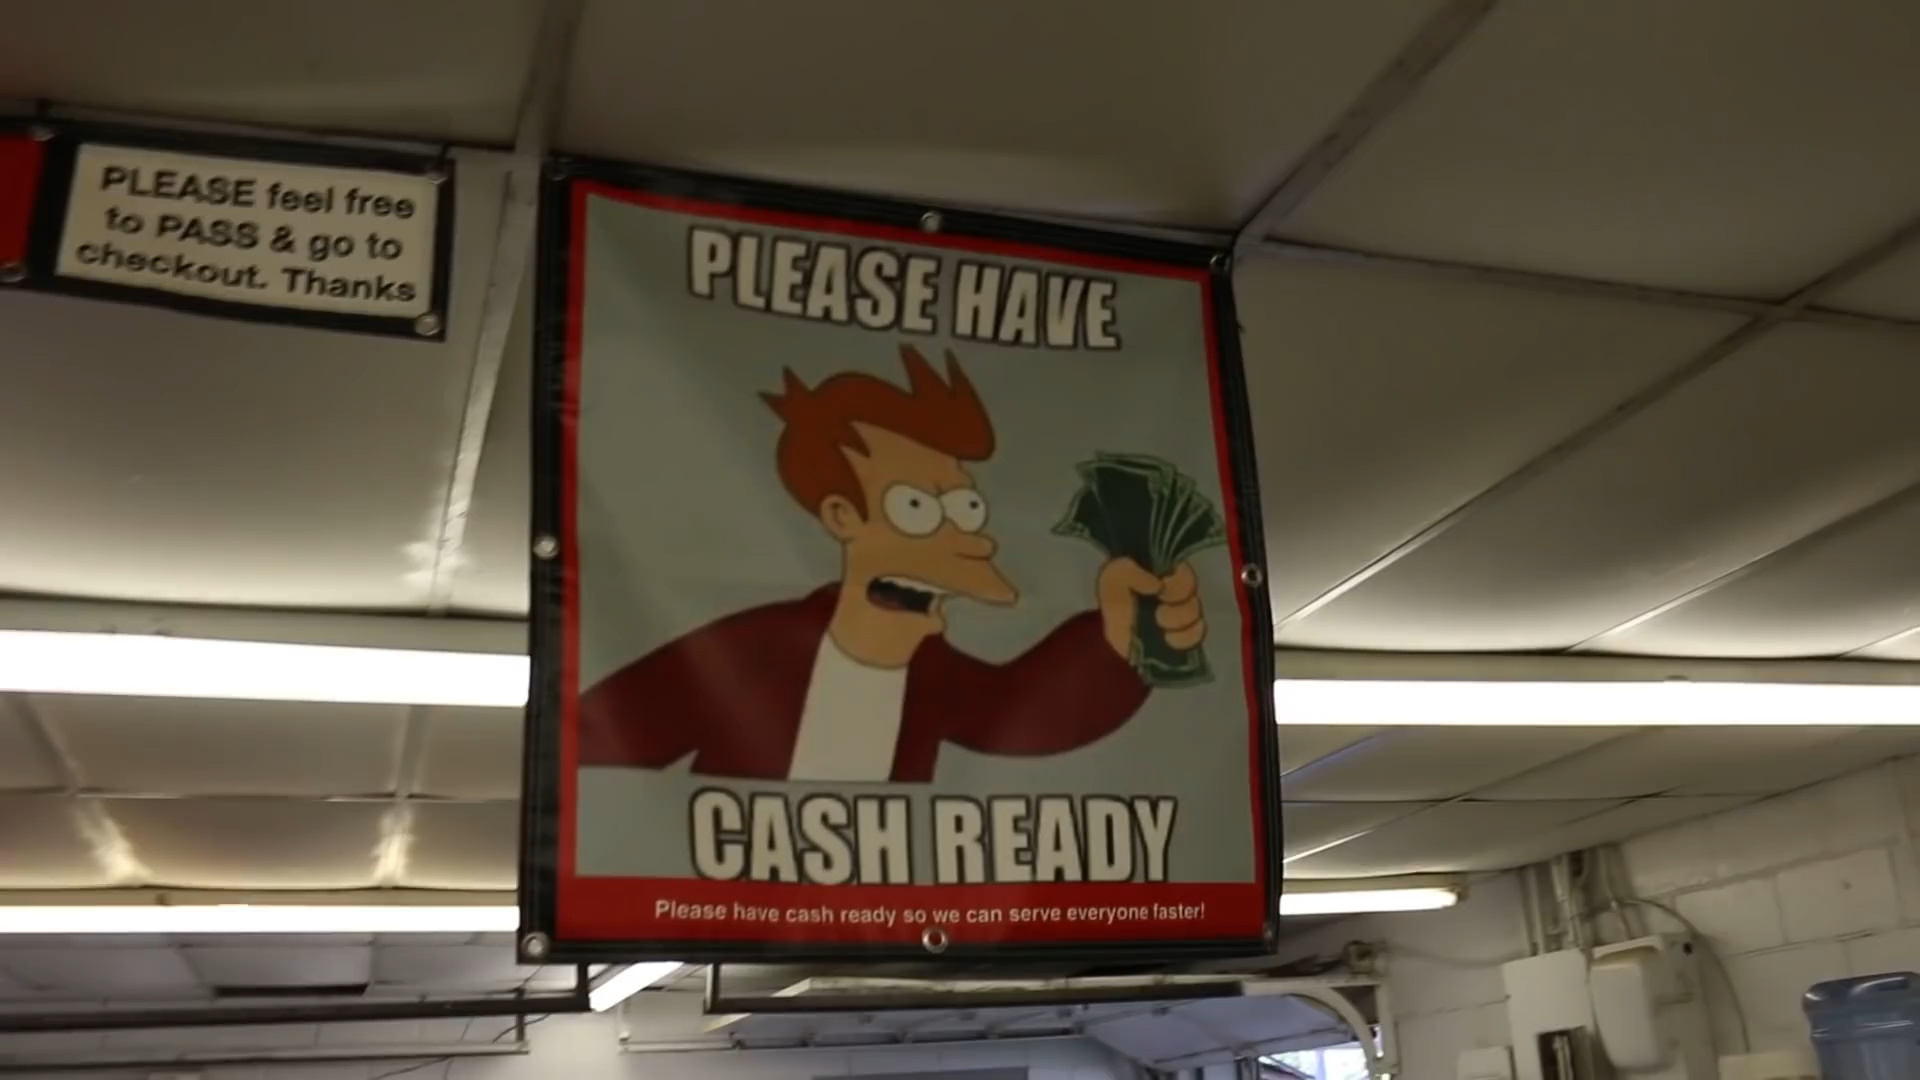 PLEASE feel free
to PASS & go to
checkout. Thanks
PLEASE HAVE
CASH READY
Please have cash ready so we can serve everyone faster!